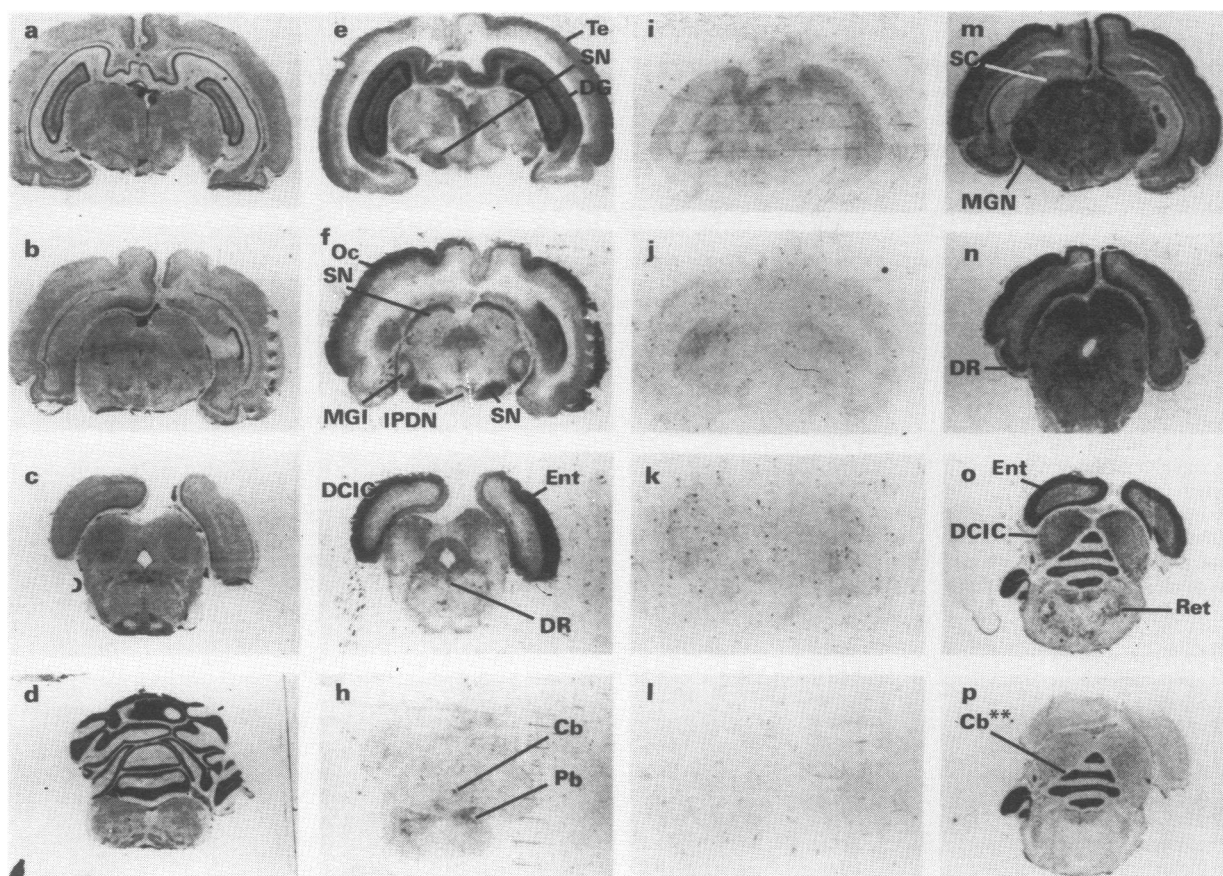 a
e
Te
SN
DG
i
m
SC
MGN
b
f
Oc
SN
MGI
IPDN
SN
j
n
DR
c
DCIC
Ent
DR
k
o
Ent
DCIC
Ret
d
h
Cb
Pb
l
p
Cb**